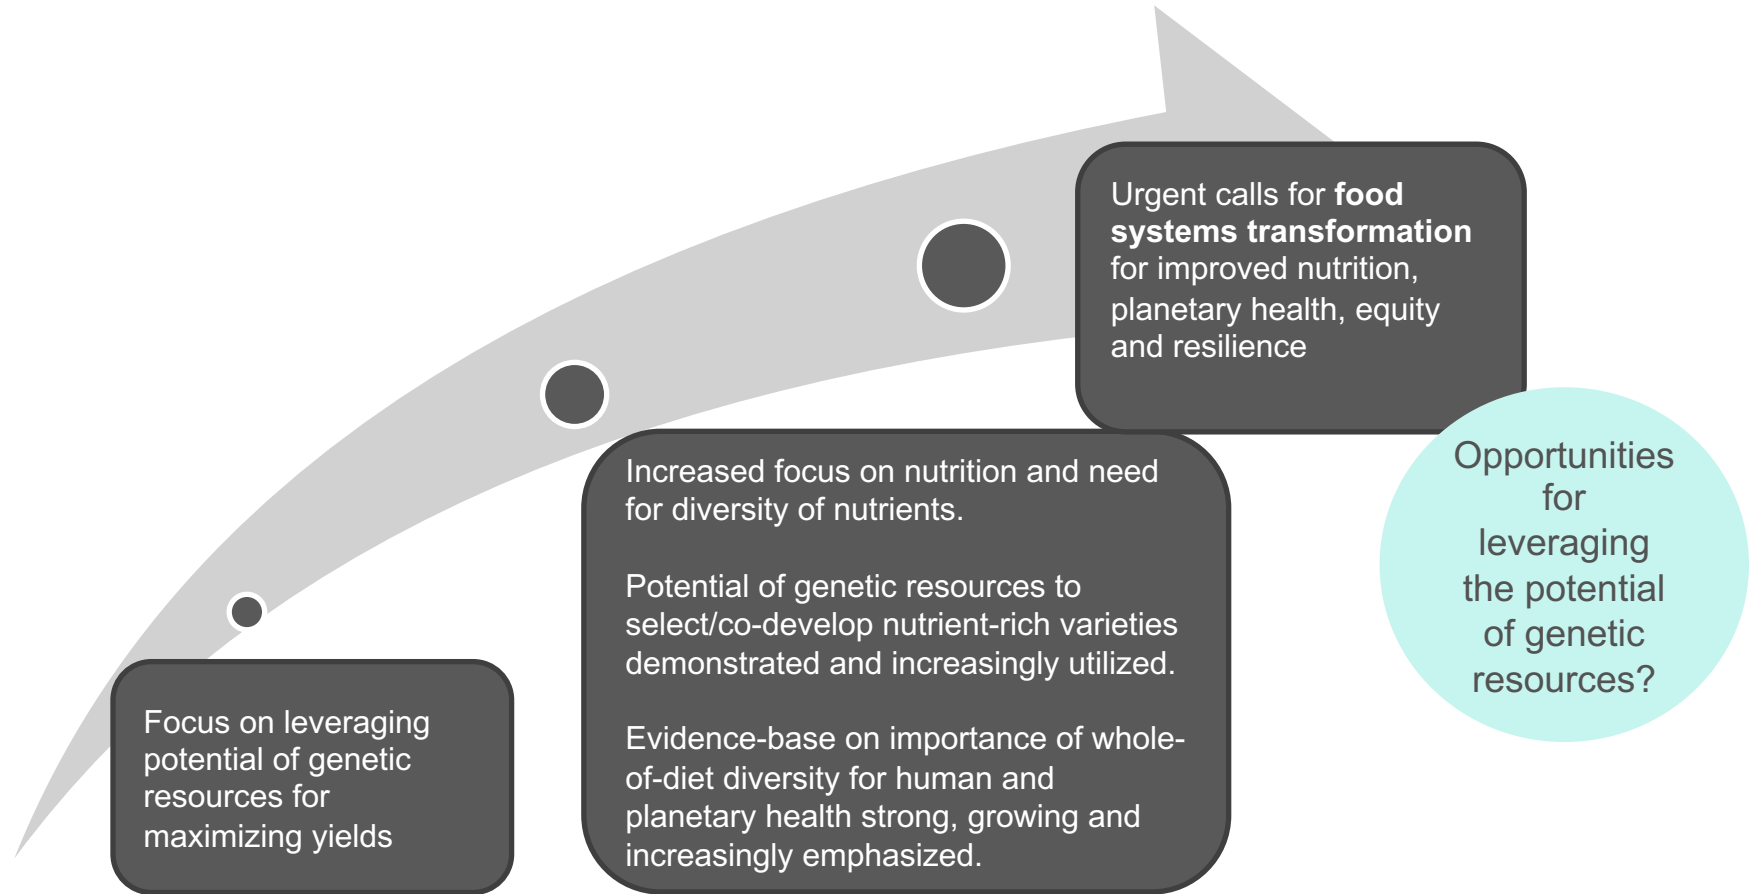 Urgent calls for food
systems transformation
for improved nutrition,
planetary health, equity
and resilience
Increased focus on nutrition and need
for diversity of nutrients.
Potential of genetic resources to
select/co-develop nutrient-rich varieties
demonstrated and increasingly utilized.
Evidence-base on importance of whole-
of-diet diversity for human and
planetary health strong, growing and
increasingly emphasized.
Opportunities
for
leveraging
the potential
of genetic
resources?
Focus on leveraging
potential of genetic
resources for
maximizing yields